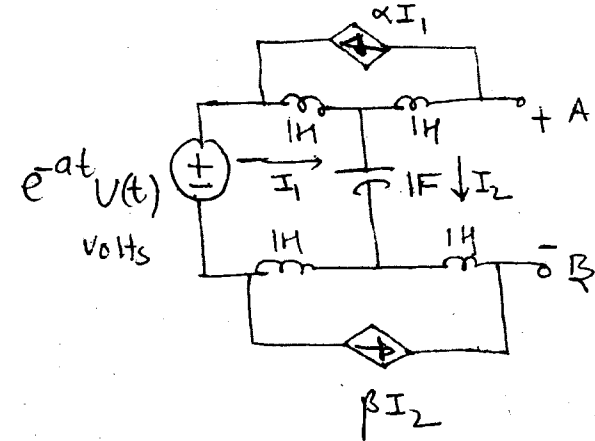 αI₁
1H
1H
+ A
e^-at U(t)
volts
+
-
I₁
1F
I₂
1H
1H
- B
βI₂